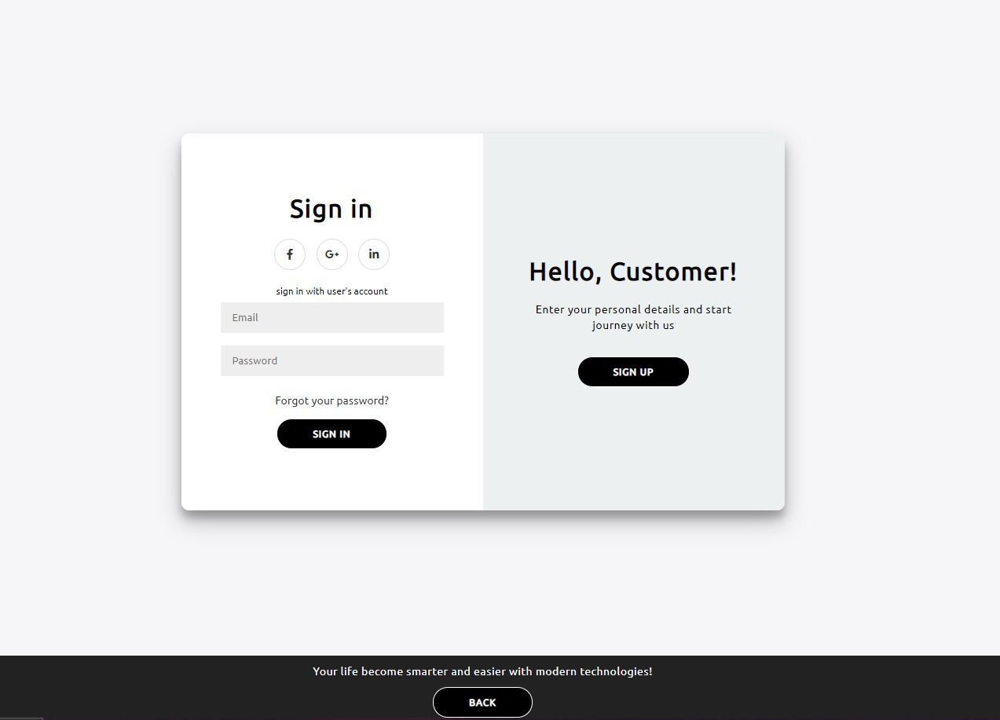 Sign in
G+
in
sign in with user's account
Email
Password
Forgot your password?
SIGN IN
Hello, Customer!
Enter your personal details and start
journey with us
SIGN UP
Your life become smarter and easier with modern technologies!
BACK